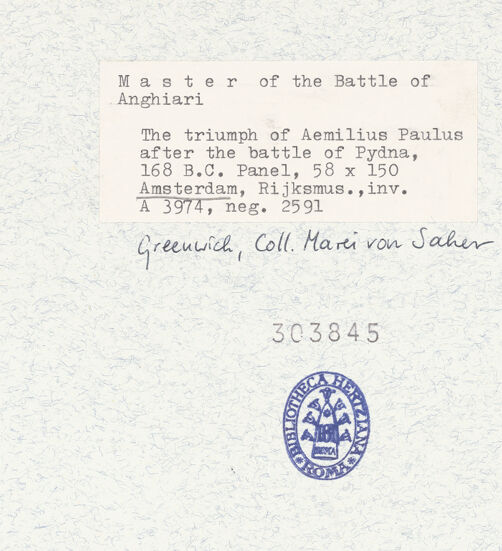 Master of the Battle of
Anghiari
The triumph of Aemilius Paulus
after the battle of Pydna,
168 B.C. Panel, 58 x 150
Amsterdam, Rijksmus.,inv.
A 3974, neg. 2591
Greenwich, Coll. Marei von Saher
303845
BIBLIOTHECA HERTZIANA
ROMA